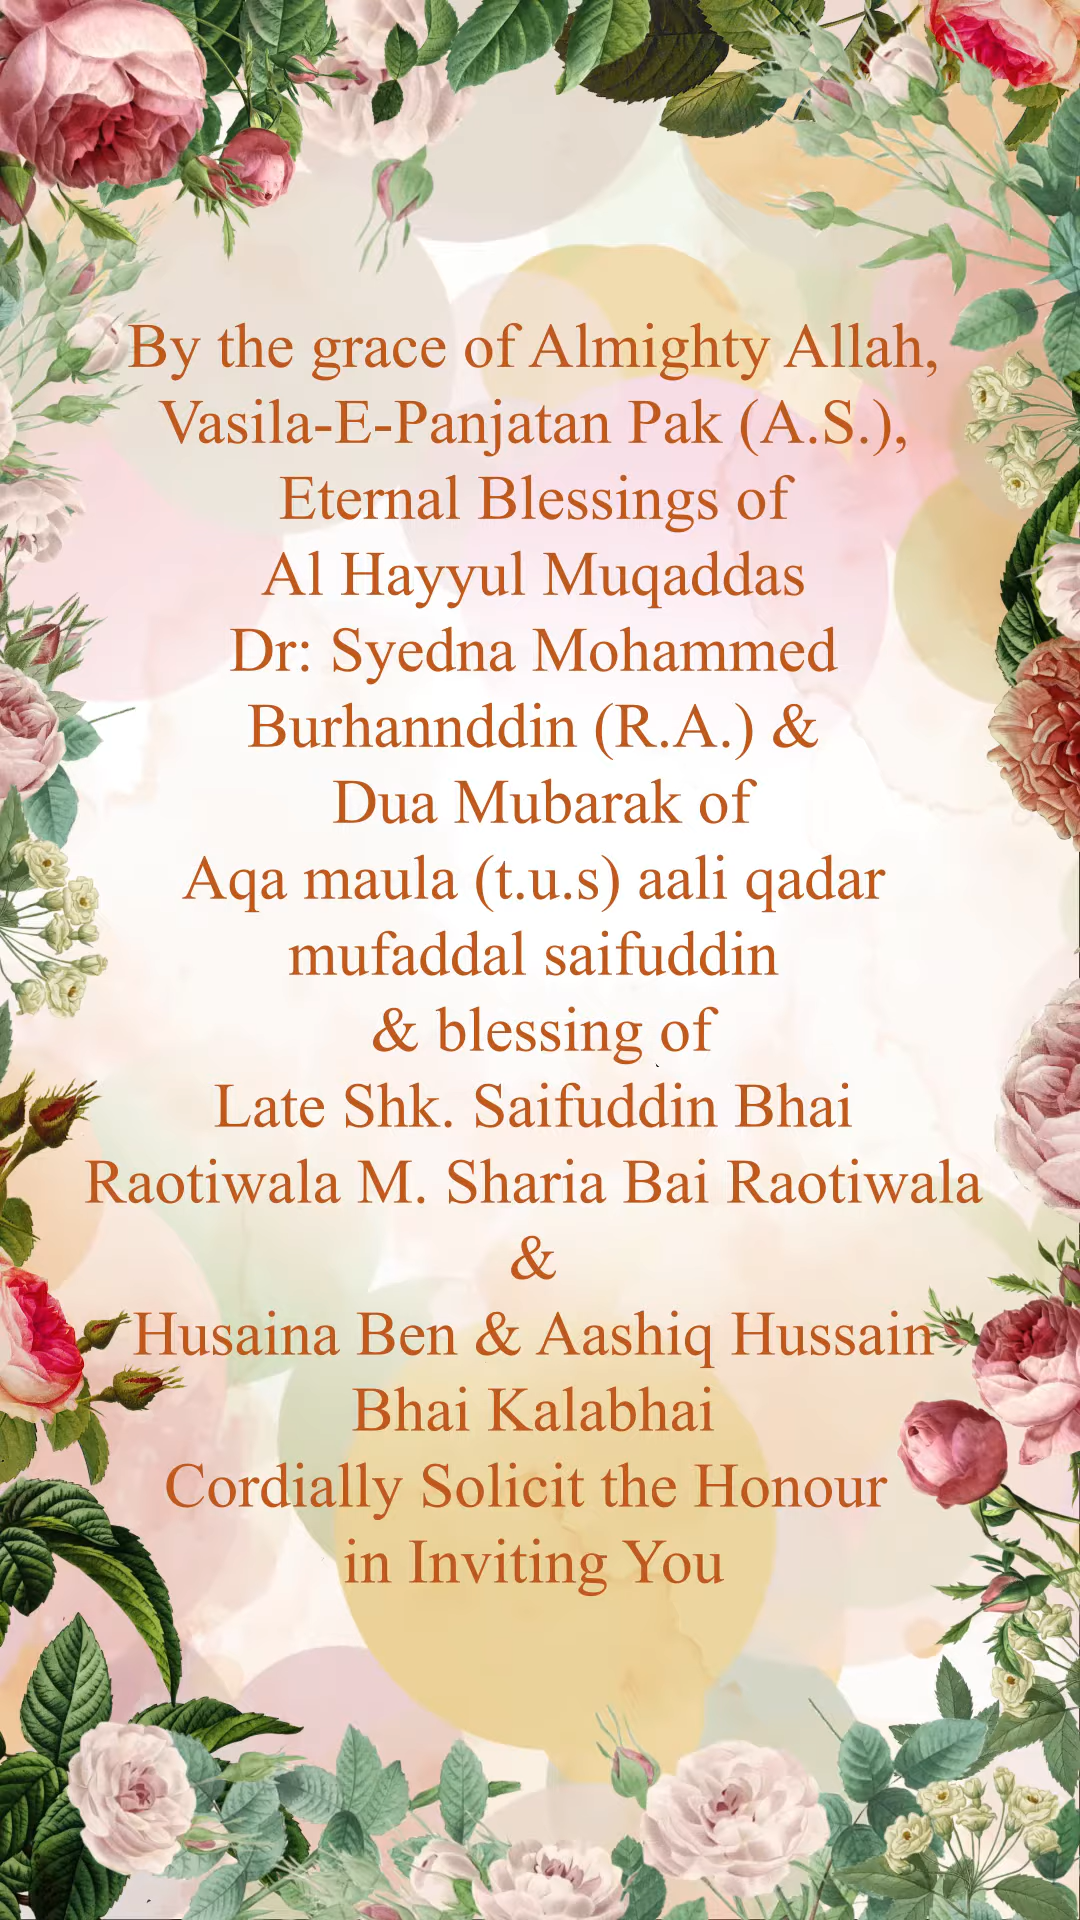 By the grace of Almighty Allah,
Vasila-E-Panjatan Pak (A.S.),
Eternal Blessings of
Al Hayyul Muqaddas
Dr: Syedna Mohammed
Burhannddin (R.A.) &
Dua Mubarak of
Aqa maula (t.u.s) aali qadar
mufaddal saifuddin
& blessing of
Late Shk. Saifuddin Bhai
Raotiwala M. Sharia Bai Raotiwala
&
Husaina Ben & Aashiq Hussain
Bhai Kalabhai
Cordially Solicit the Honour
in Inviting You